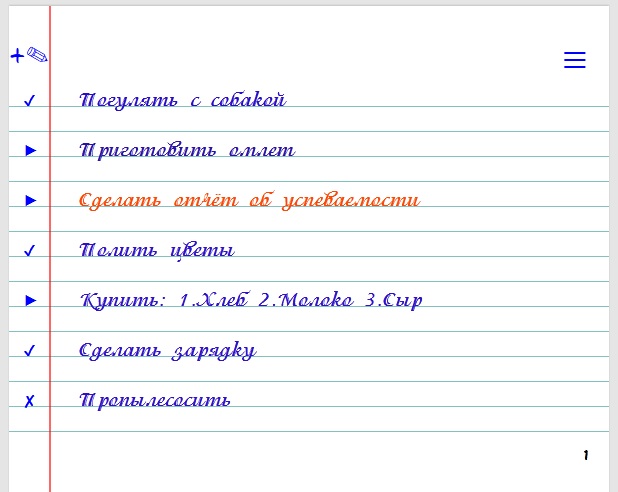 ✓ Погулять с собакой
► Приготовить омлет
► Сделать отчёт об успеваемости
✓ Полить цветы
► Купить: 1.Хлеб 2.Молоко 3.Сыр
✓ Сделать зарядку
✗ Пропылесосить
1